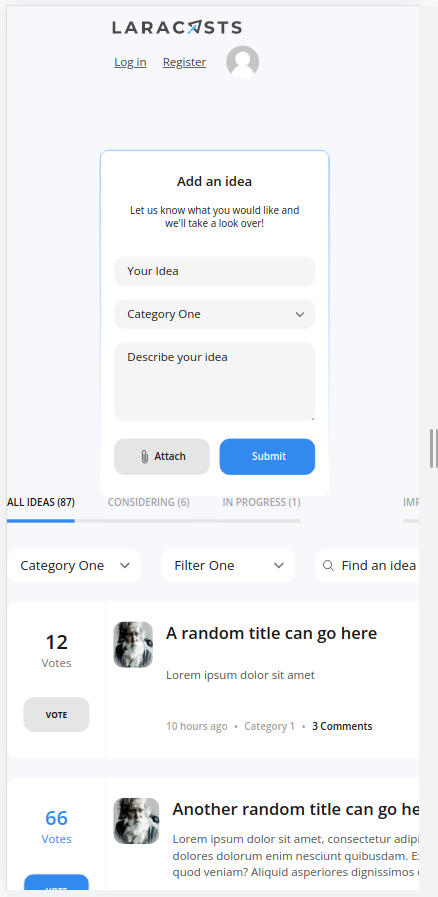 LARACASTS
Log in Register
Add an idea
Let us know what you would like and
we'll take a look over!
Your Idea
Category One
Describe your idea
Attach Submit
ALL IDEAS (87) CONSIDERING (6) IN PROGRESS (1)
Category One Filter One Find an idea
12
Votes
VOTE
A random title can go here
Lorem ipsum dolor sit amet
10 hours ago • Category 1 • 3 Comments
66
Votes
VOTE
Another random title can go he
Lorem ipsum dolor sit amet, consectetur adipi
dolores dolorum enim nesciunt quibusdam.
quod veniam? Aliquid asperiores dignissimos